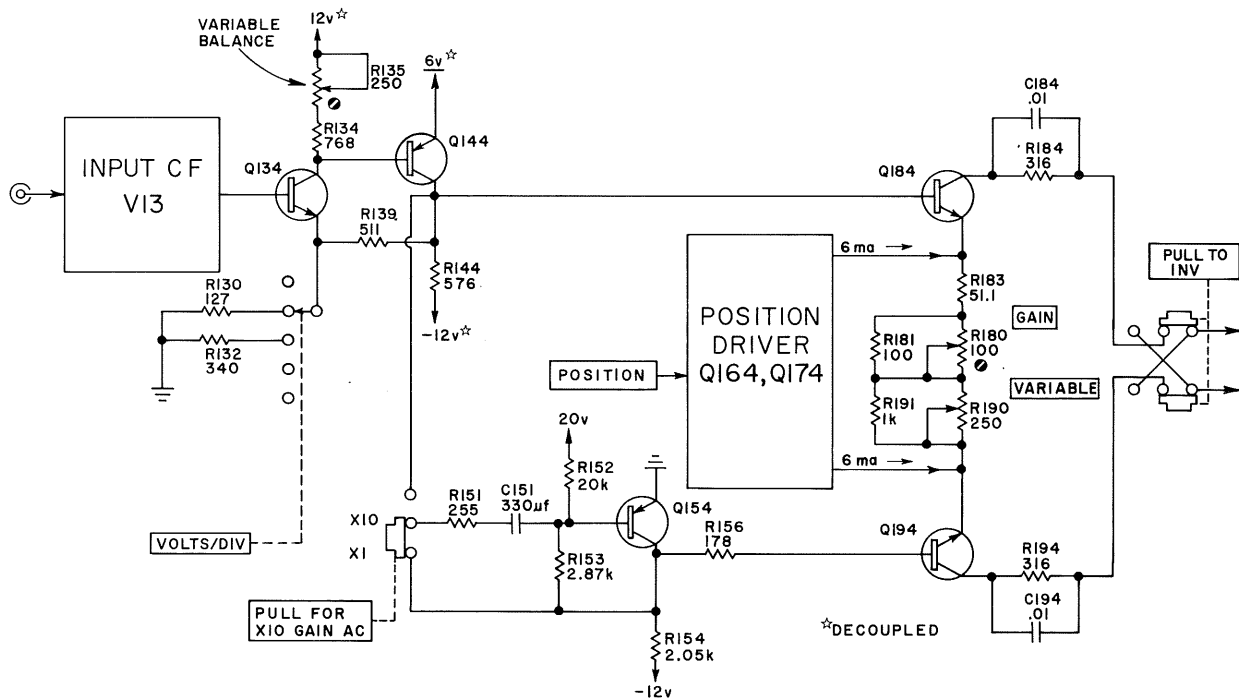 VARIABLE
BALANCE
12v☆
R135
250
6v☆
R134
768
Q144
INPUT CF
V13
Q134
R139
511
R144
576
-12v☆
R130
127
R132
340
VOLTS/DIV
X10
X1
PULL FOR
X10 GAIN AC
R151
255
C151
330µf
20v
R152
20k
R153
2.87k
Q154
R156
178
R154
2.05k
-12v
POSITION
POSITION
DRIVER
Q164, Q174
6 ma
6 ma
Q184
C184
.01
R184
316
R183
51.1
GAIN
R181
100
R180
100
VARIABLE
R191
1k
R190
250
Q194
R194
316
C194
.01
PULL TO
INV
☆DECOUPLED